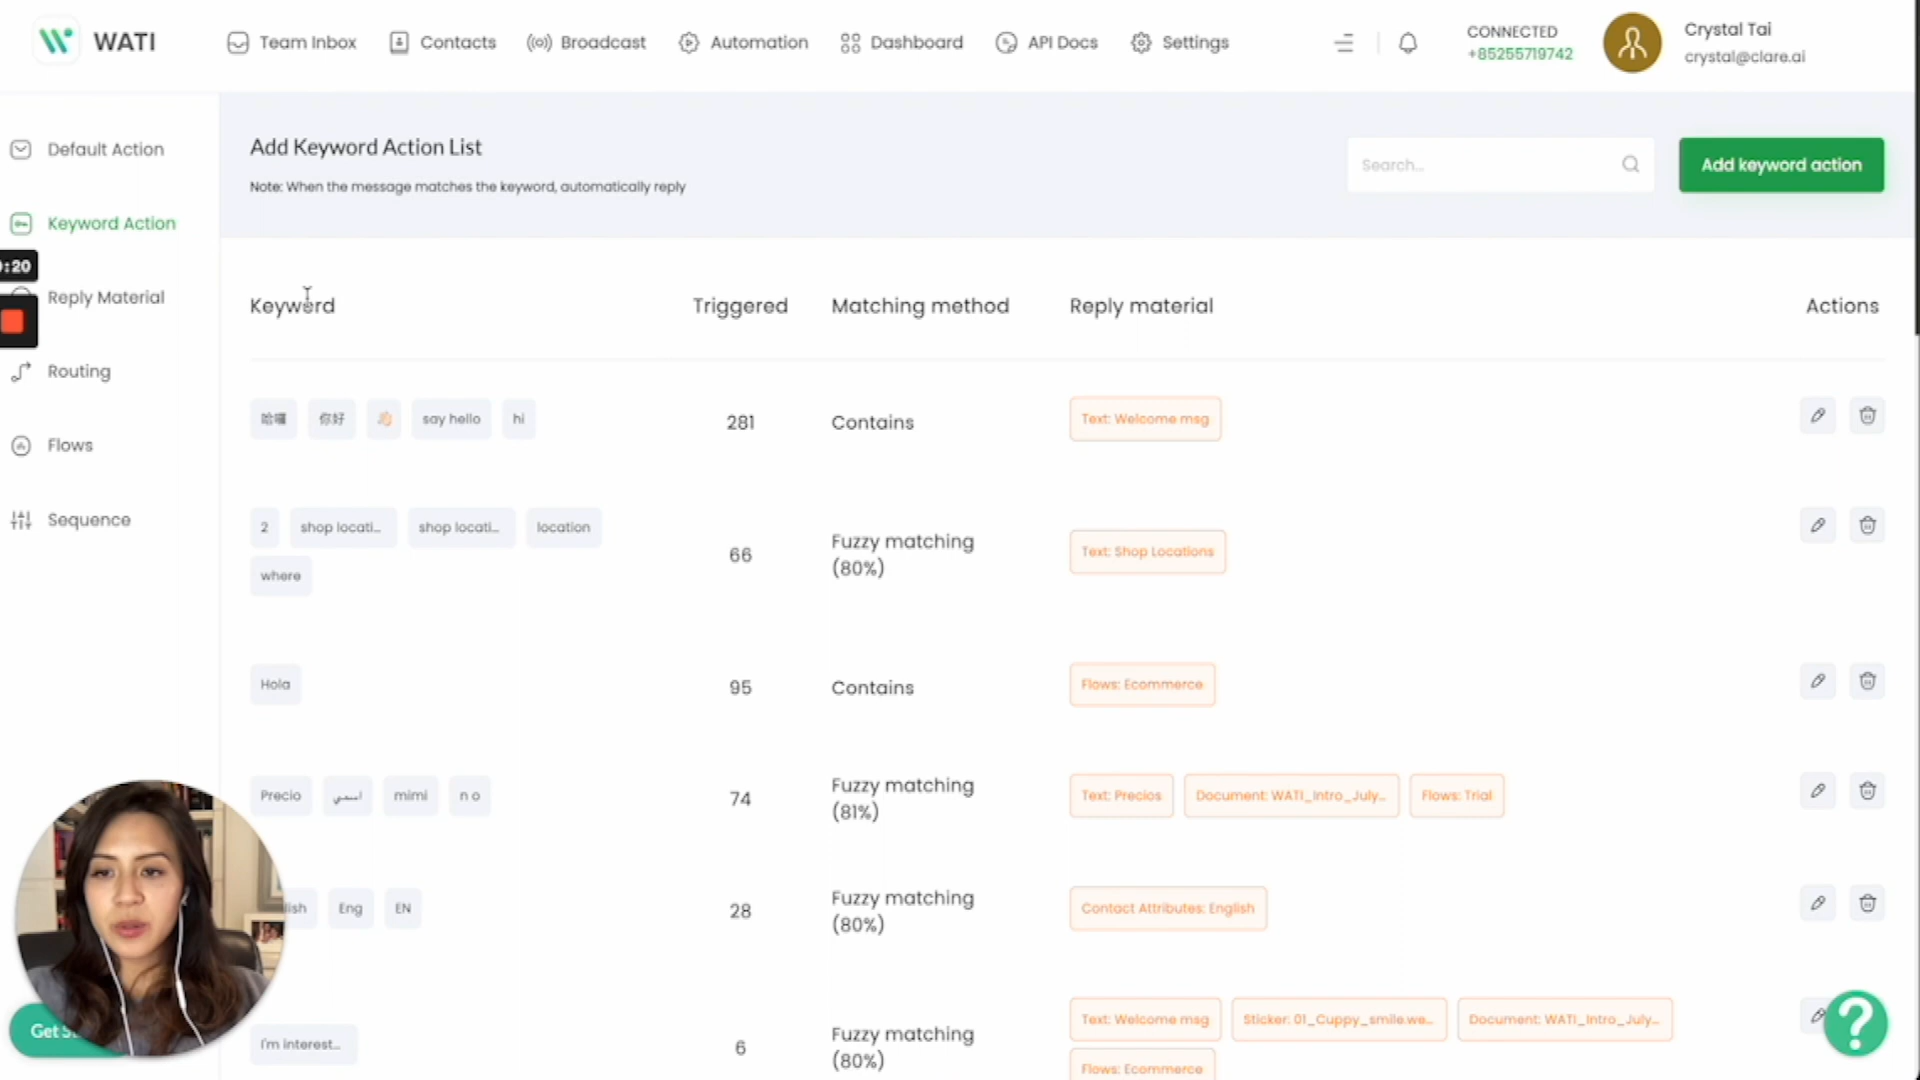 WATI
Team Inbox
Contacts
Broadcast
Automation
Dashboard
API Docs
Settings
CONNECTED
+85255719742
Crystal Tai
crystal@clare.ai
Default Action
Keyword Action
:20
Reply Material
Routing
Flows
Sequence
Add Keyword Action List
Note: When the message matches the keyword, automatically reply
Search...
Add keyword action
Keyword
Triggered
Matching method
Reply material
Actions
哈囉 你好 👋🏻 say hello hi
281
Contains
Text: Welcome msg
2 shop locati... shop locati... location
where
66
Fuzzy matching
(80%)
Text: Shop Locations
Hola
95
Contains
Flows: Ecommerce
Precio اسمي mimi n o
74
Fuzzy matching
(81%)
Text: Precios Document: WATI_Intro_July... Flows: Trial
lish Eng EN
28
Fuzzy matching
(80%)
Contact Attributes: English
I'm interest...
6
Fuzzy matching
(80%)
Text: Welcome msg Sticker: 01_Cuppy_smile.we... Document: WATI_Intro_July...
Flows: Ecommerce
Get S
?